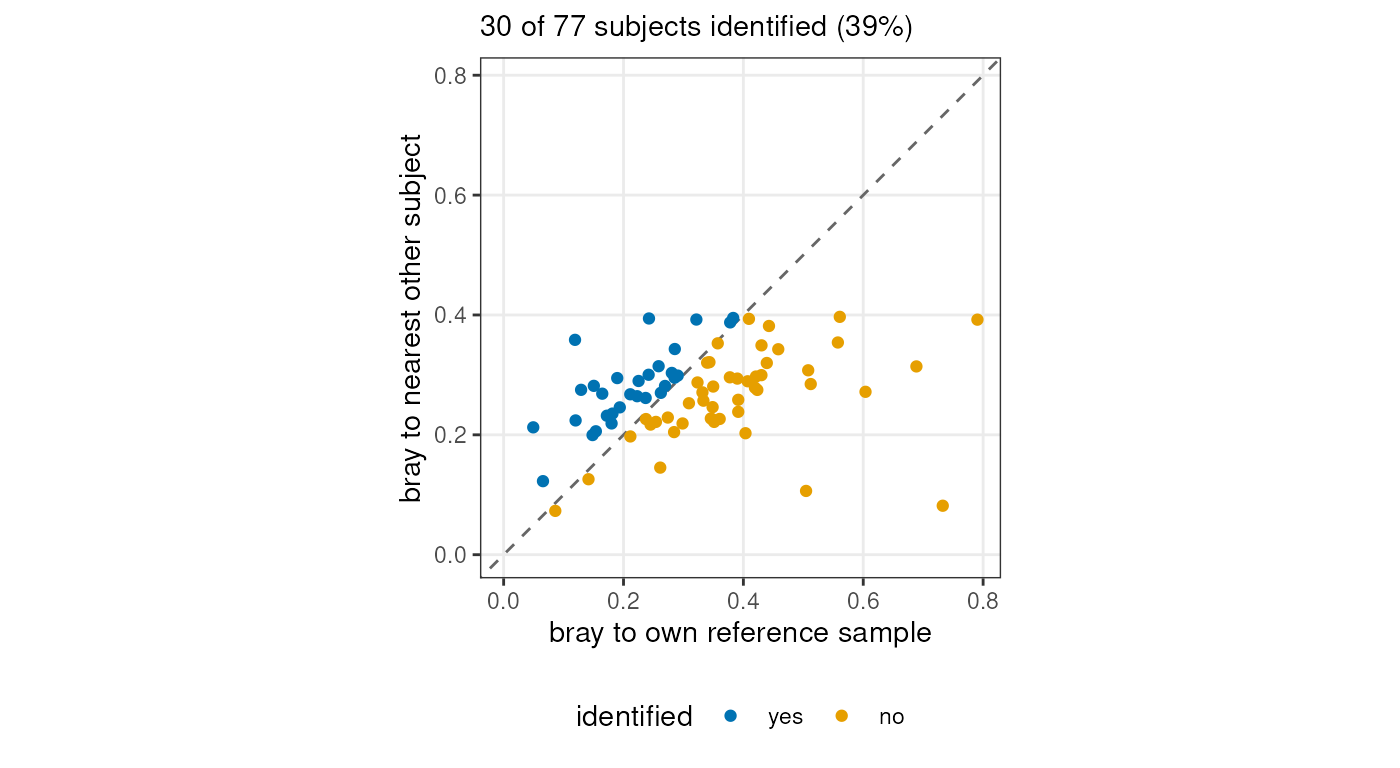 30 of 77 subjects identified (39%)
bray to nearest other subject
0.8
0.6
0.4
0.2
0.0
0.0 0.2 0.4 0.6 0.8
bray to own reference sample
identified yes no